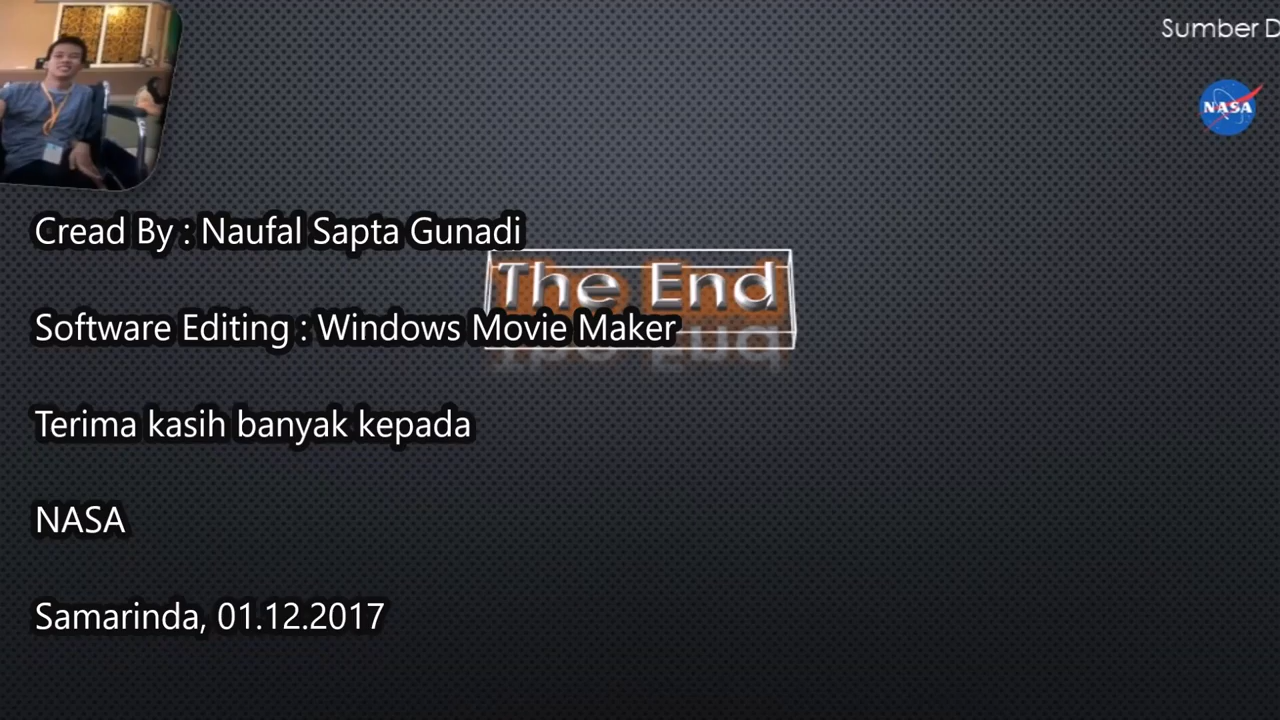 Sumber D
NASA
Cread By : Naufal Sapta Gunadi
The End
Software Editing : Windows Movie Maker
Terima kasih banyak kepada
NASA
Samarinda, 01.12.2017